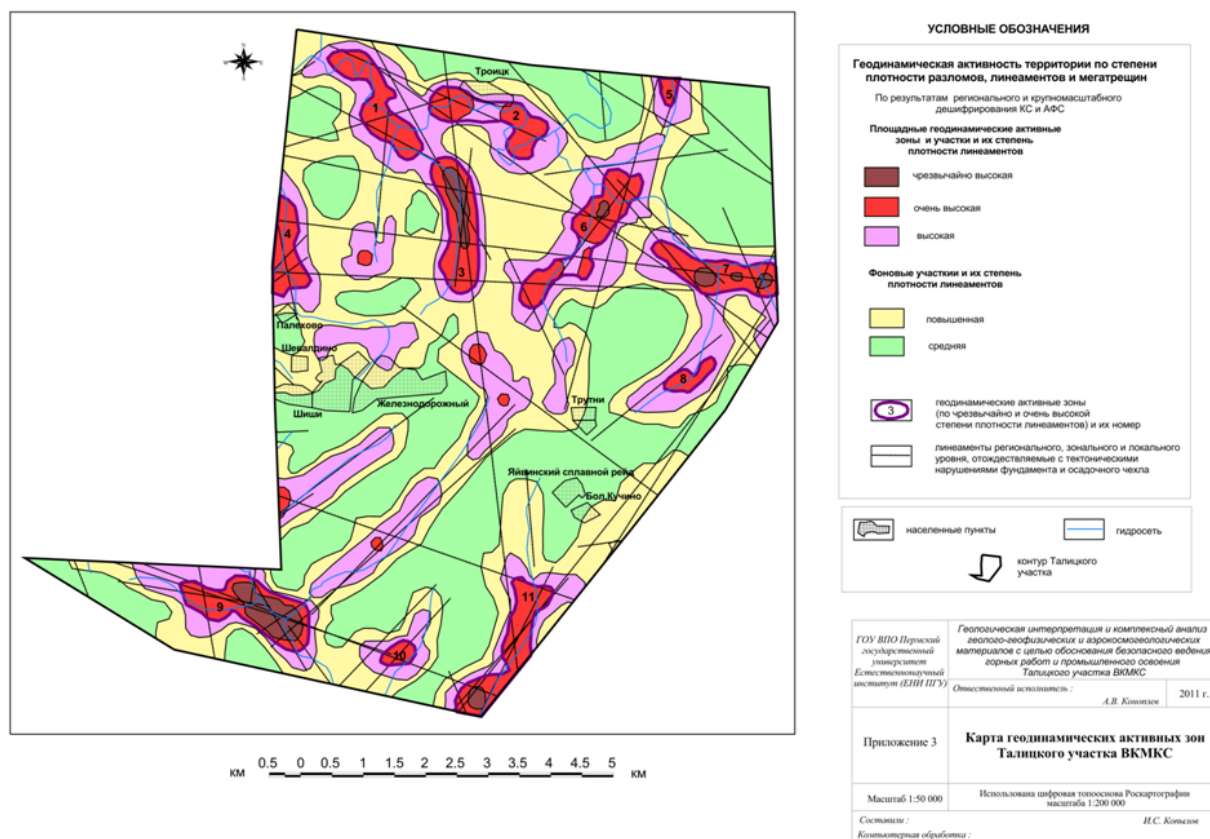 N
W
E
S
Троицк
1
2
5
4
3
6
7
8
Палехово
Шевалдино
Шиши
Железнодорожный
Трутни
Яйвинский сплавной рейд
Бол.Кучино
9
10
11
км 0.5 0 0.5 1 1.5 2 2.5 3 3.5 4 4.5 5 км
УСЛОВНЫЕ ОБОЗНАЧЕНИЯ
Геодинамическая активность территории по степени
плотности разломов, линеаментов и мегатрещин
По результатам регионального и крупномасштабного
дешифрирования КС и АФС
Площадные геодинамические активные
зоны и участки и их степень
плотности линеаментов
чрезвычайно высокая
очень высокая
высокая
Фоновые участкии и их степень
плотности линеаментов
повышенная
средняя
3
геодинамические активные зоны
(по чрезвычайно и очень высокой
степени плотности линеаментов) и их номер
линеаменты регионального, зонального и локального
уровня, отождествляемые с тектоническими
нарушениями фундамента и осадочного чехла
населенные пункты
гидросеть
контур Талицкого
участка
ГОУ ВПО Пермский
государственный
университет
Естественнонаучный
институт (ЕНИ ПГУ)
Геологическая интерпретация и комплексный анализ
геолого-геофизических и аэрокосмогеологических
материалов с целью обоснования безопасного ведения
горных работ и промышленного освоения
Талицкого участка ВКМКС
Ответственный исполнитель :
А.В. Коноплев
2011 г.
Приложение 3
Карта геодинамических активных зон
Талицкого участка ВКМКС
Масштаб 1:50 000
Использована цифровая топооснова Роскартографии
масштаба 1:200 000
Составили :
И.С. Копылов
Компьютерная обработка :